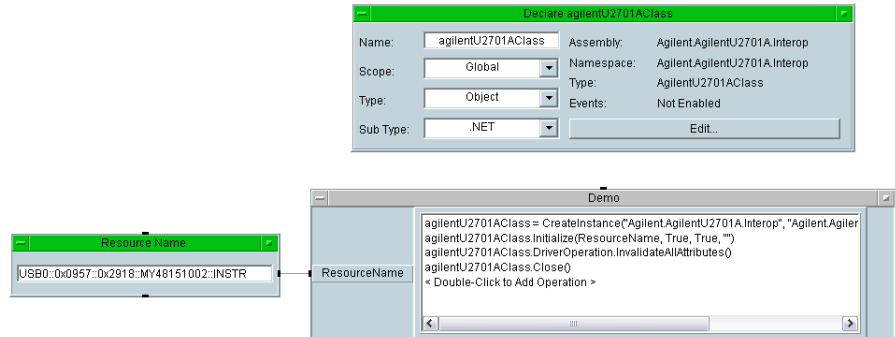 Declare agilentU2701AClass
Name: agilentU2701AClass Assembly: Agilent.AgilentU2701A.Interop
Scope: Global Namespace: Agilent.AgilentU2701A.Interop
Type: Object Type: AgilentU2701AClass
Events: Not Enabled
Sub Type: .NET Edit...
Demo
agilentU2701AClass = CreateInstance("Agilent.AgilentU2701A.Interop", "Agilent.Agiler
Resource Name
agilentU2701AClass.Initialize(ResourceName, True, True, "")
agilentU2701AClass.DriverOperation.InvalidateAllAttributes()
USB0::0x0957::0x2918::MY48151002::INSTR
ResourceName
agilentU2701AClass.Close()
< Double-Click to Add Operation >